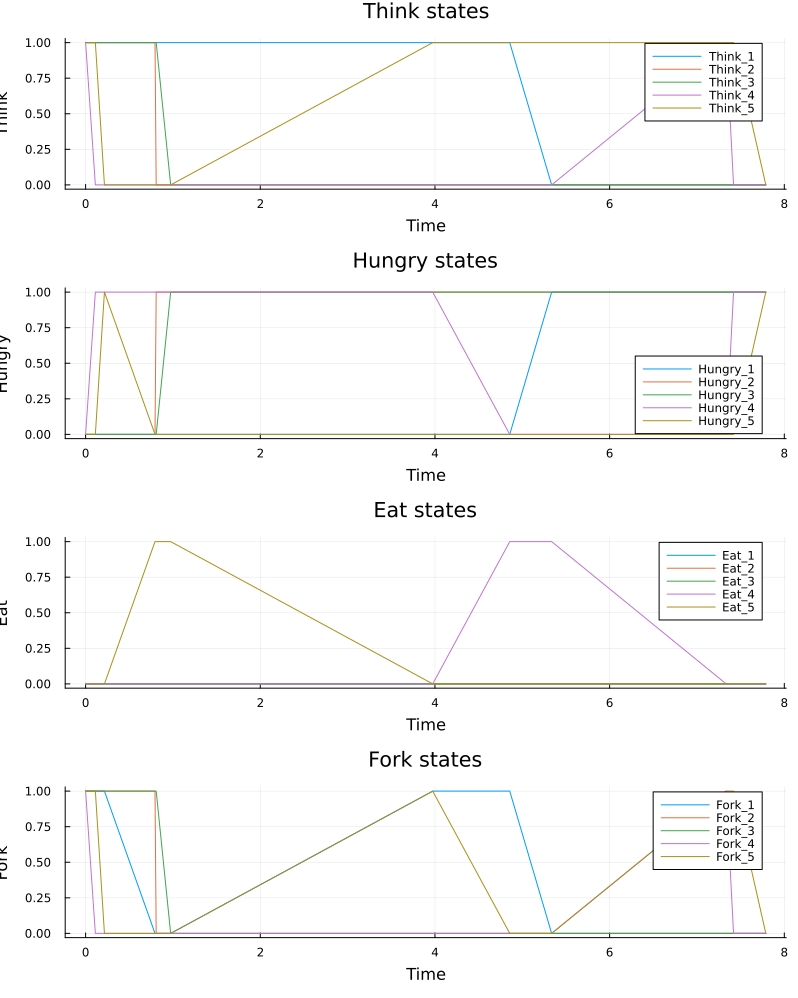 Think states
1.00
0.75
0.50
0.25
0.00
Think
0
2
4
6
8
Time
Think_1
Think_2
Think_3
Think_4
Think_5
Hungry states
1.00
0.75
0.50
0.25
0.00
Hungry
0
2
4
6
8
Time
Hungry_1
Hungry_2
Hungry_3
Hungry_4
Hungry_5
Eat states
1.00
0.75
0.50
0.25
0.00
Eat
0
2
4
6
8
Time
Eat_1
Eat_2
Eat_3
Eat_4
Eat_5
Fork states
1.00
0.75
0.50
0.25
0.00
Fork
0
2
4
6
8
Time
Fork_1
Fork_2
Fork_3
Fork_4
Fork_5